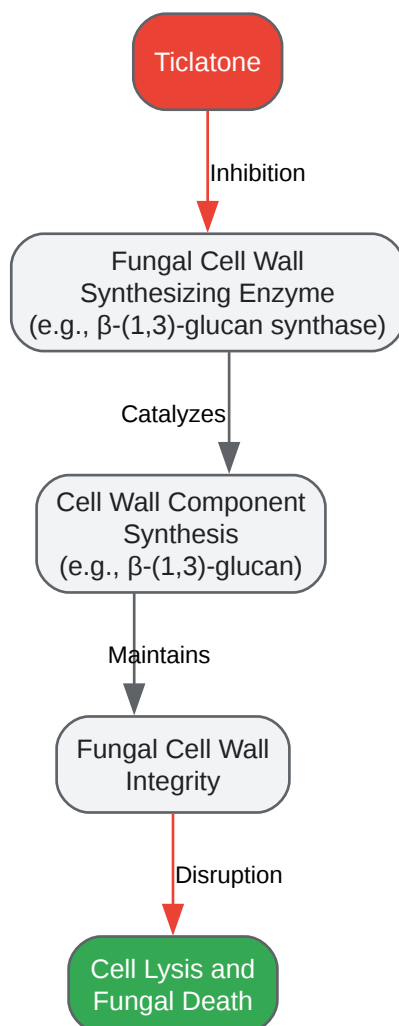 Ticlatone
Inhibition
Fungal Cell Wall
Synthesizing Enzyme
(e.g., β-(1,3)-glucan synthase)
Catalyzes
Cell Wall Component
Synthesis
(e.g., β-(1,3)-glucan)
Maintains
Fungal Cell Wall
Integrity
Disruption
Cell Lysis and
Fungal Death